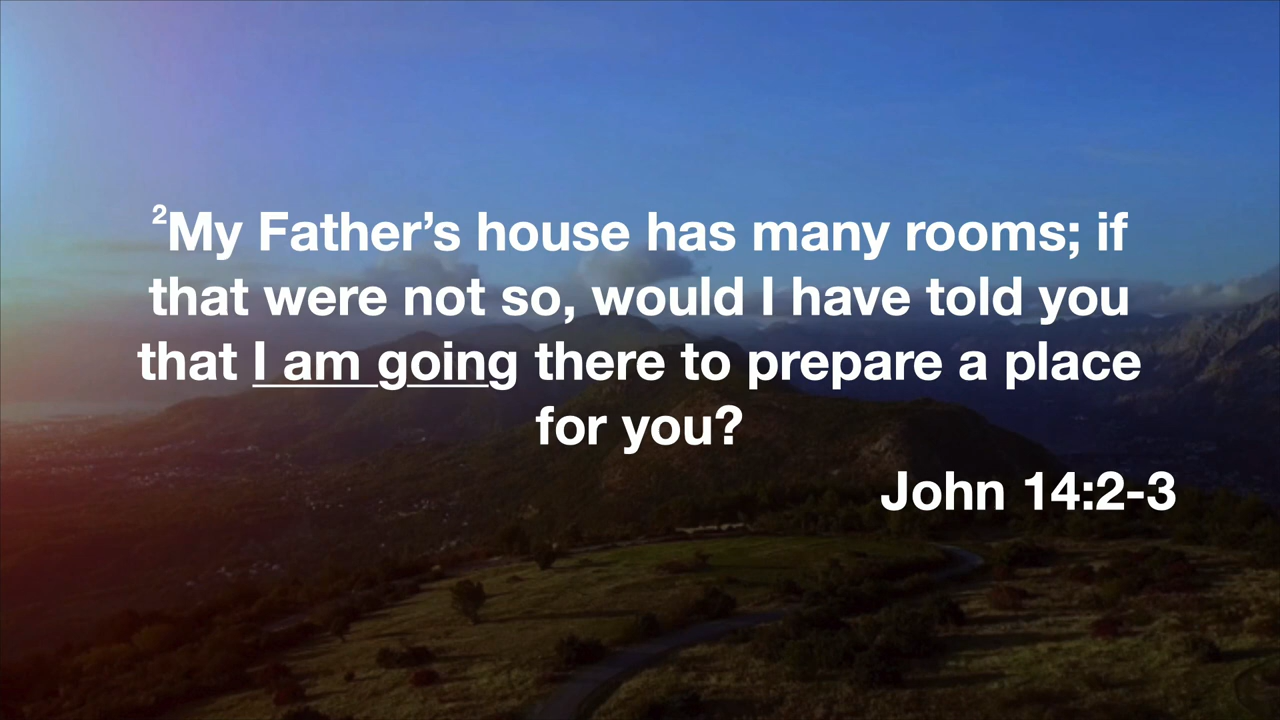 ²My Father’s house has many rooms; if
that were not so, would I have told you
that I am going there to prepare a place
for you?
John 14:2-3